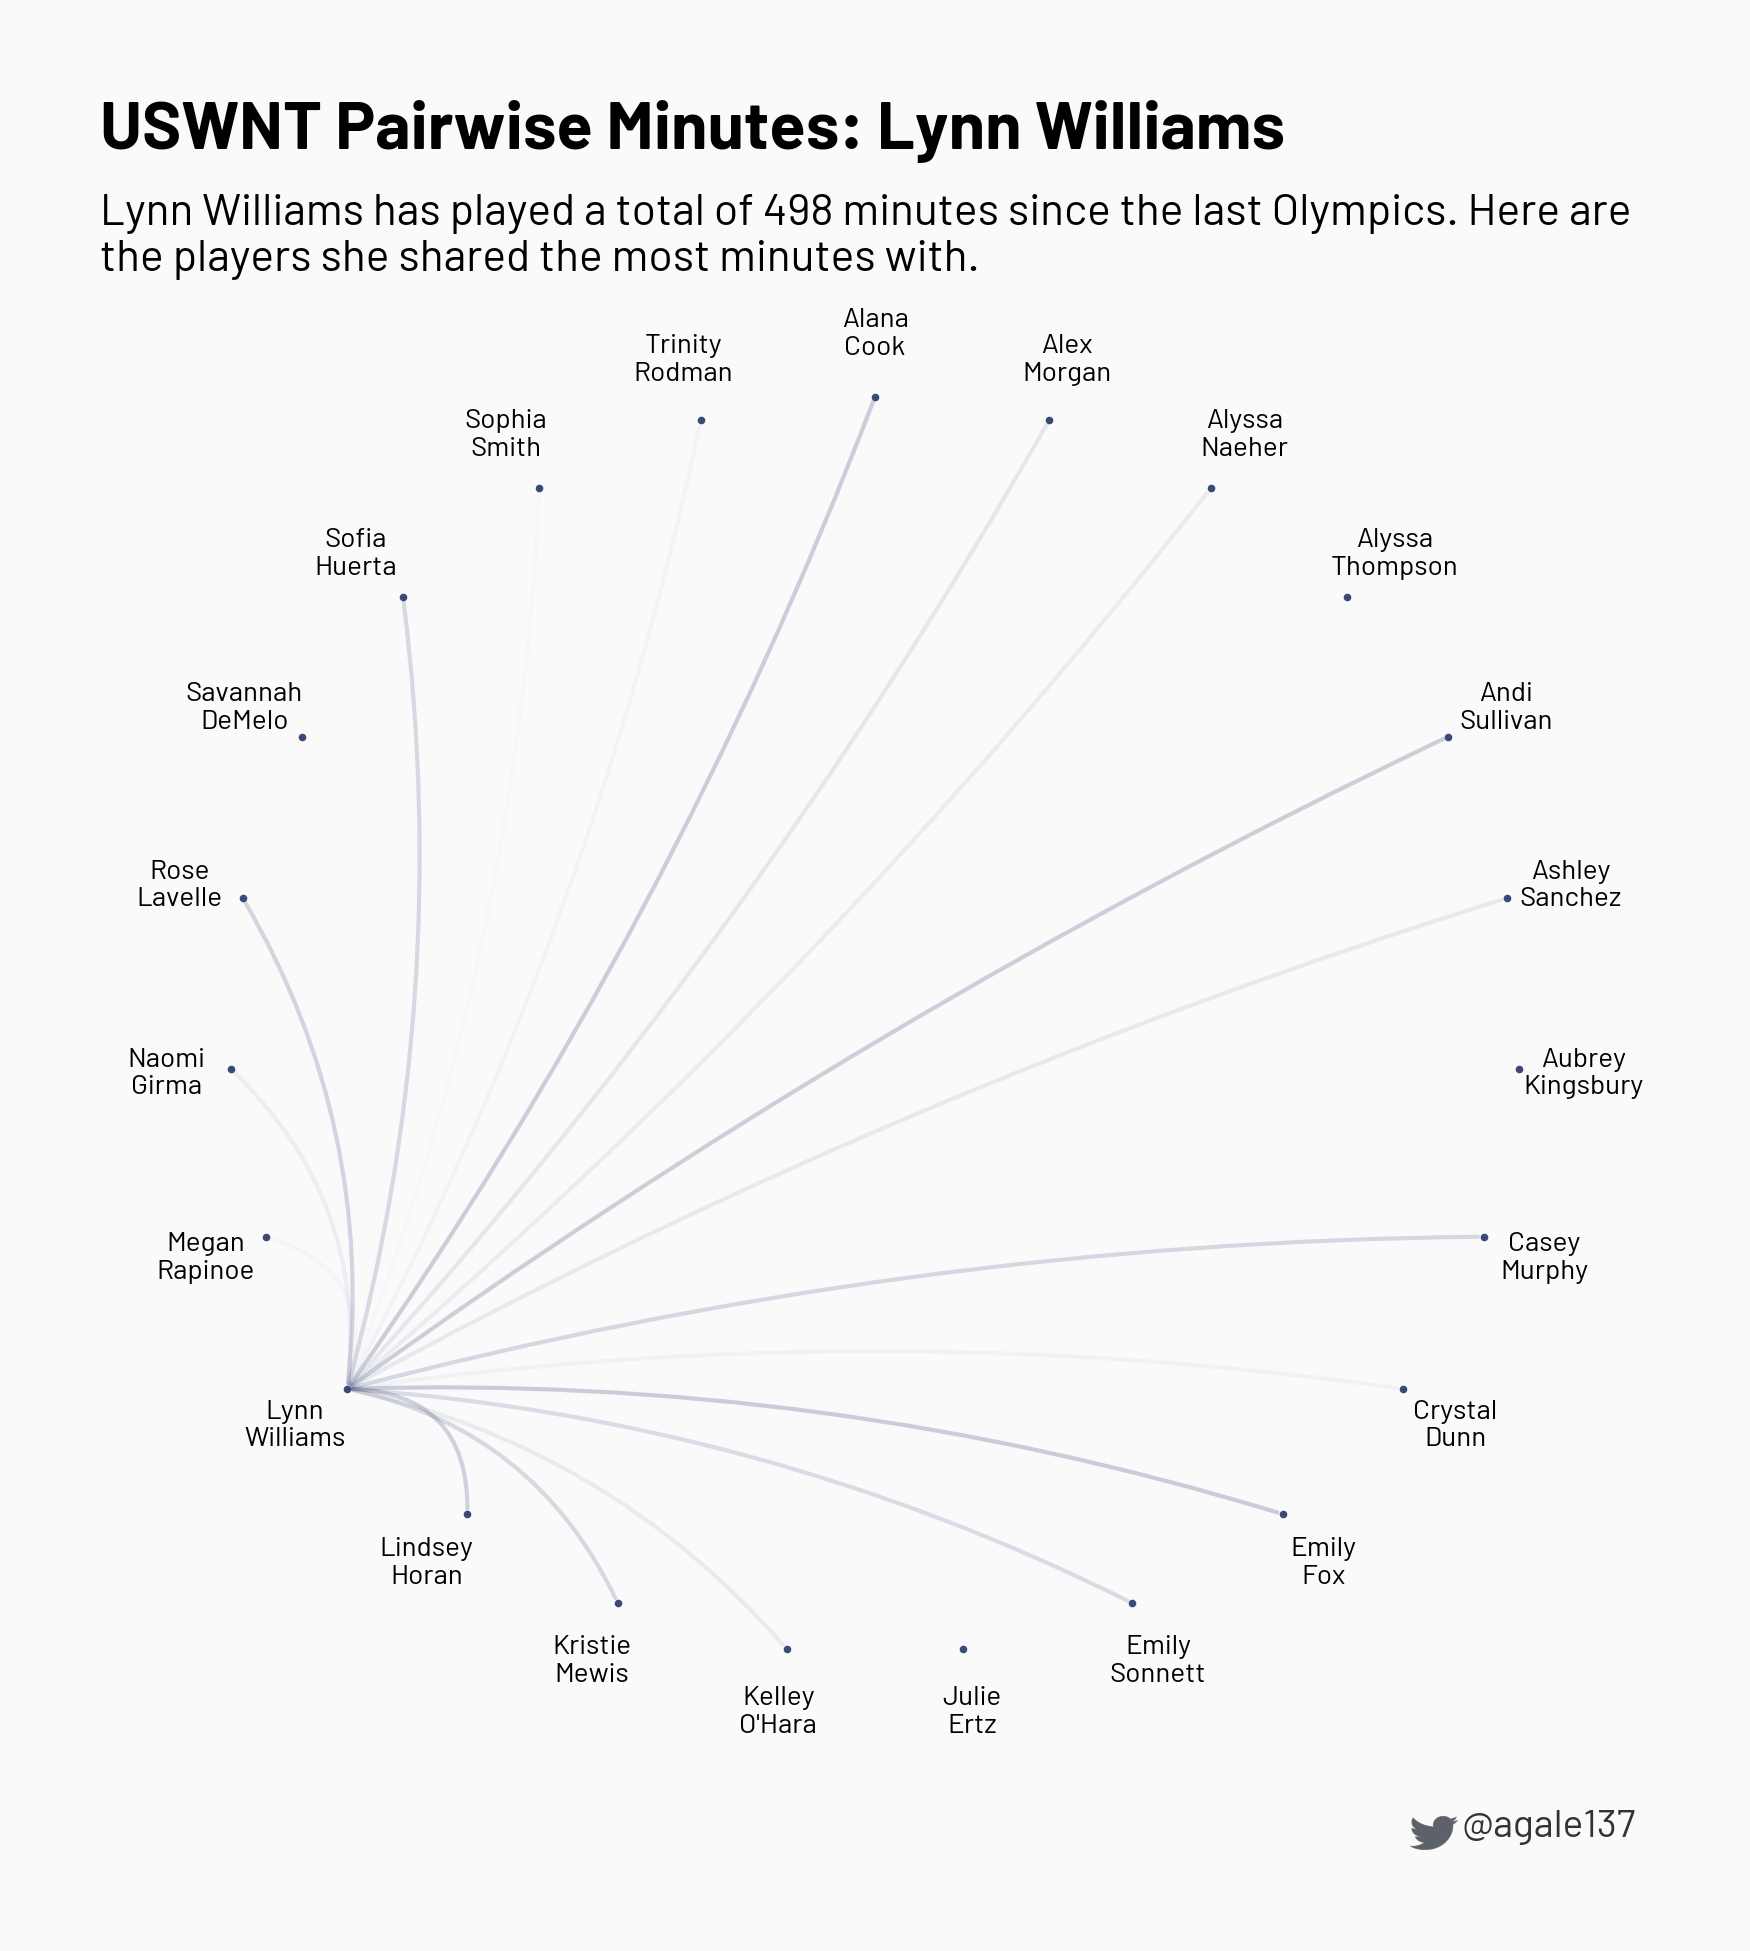 USWNT Pairwise Minutes: Lynn Williams
Lynn Williams has played a total of 498 minutes since the last Olympics. Here are
the players she shared the most minutes with.
Alana
Cook
Trinity
Rodman
Alex
Morgan
Sophia
Smith
Alyssa
Naeher
Sofia
Huerta
Alyssa
Thompson
Savannah
DeMelo
Andi
Sullivan
Rose
Lavelle
Ashley
Sanchez
Naomi
Girma
Aubrey
Kingsbury
Megan
Rapinoe
Casey
Murphy
Lynn
Williams
Crystal
Dunn
Lindsey
Horan
Emily
Fox
Kristie
Mewis
Emily
Sonnett
Kelley
O'Hara
Julie
Ertz
@agale137